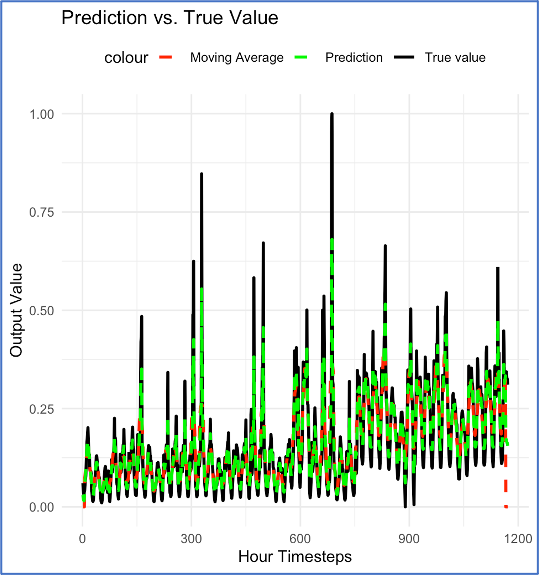 Prediction vs. True Value
colour Moving Average Prediction True value
1.00
0.75
0.50
0.25
0.00
Output Value
0 300 600 900 1200
Hour Timesteps